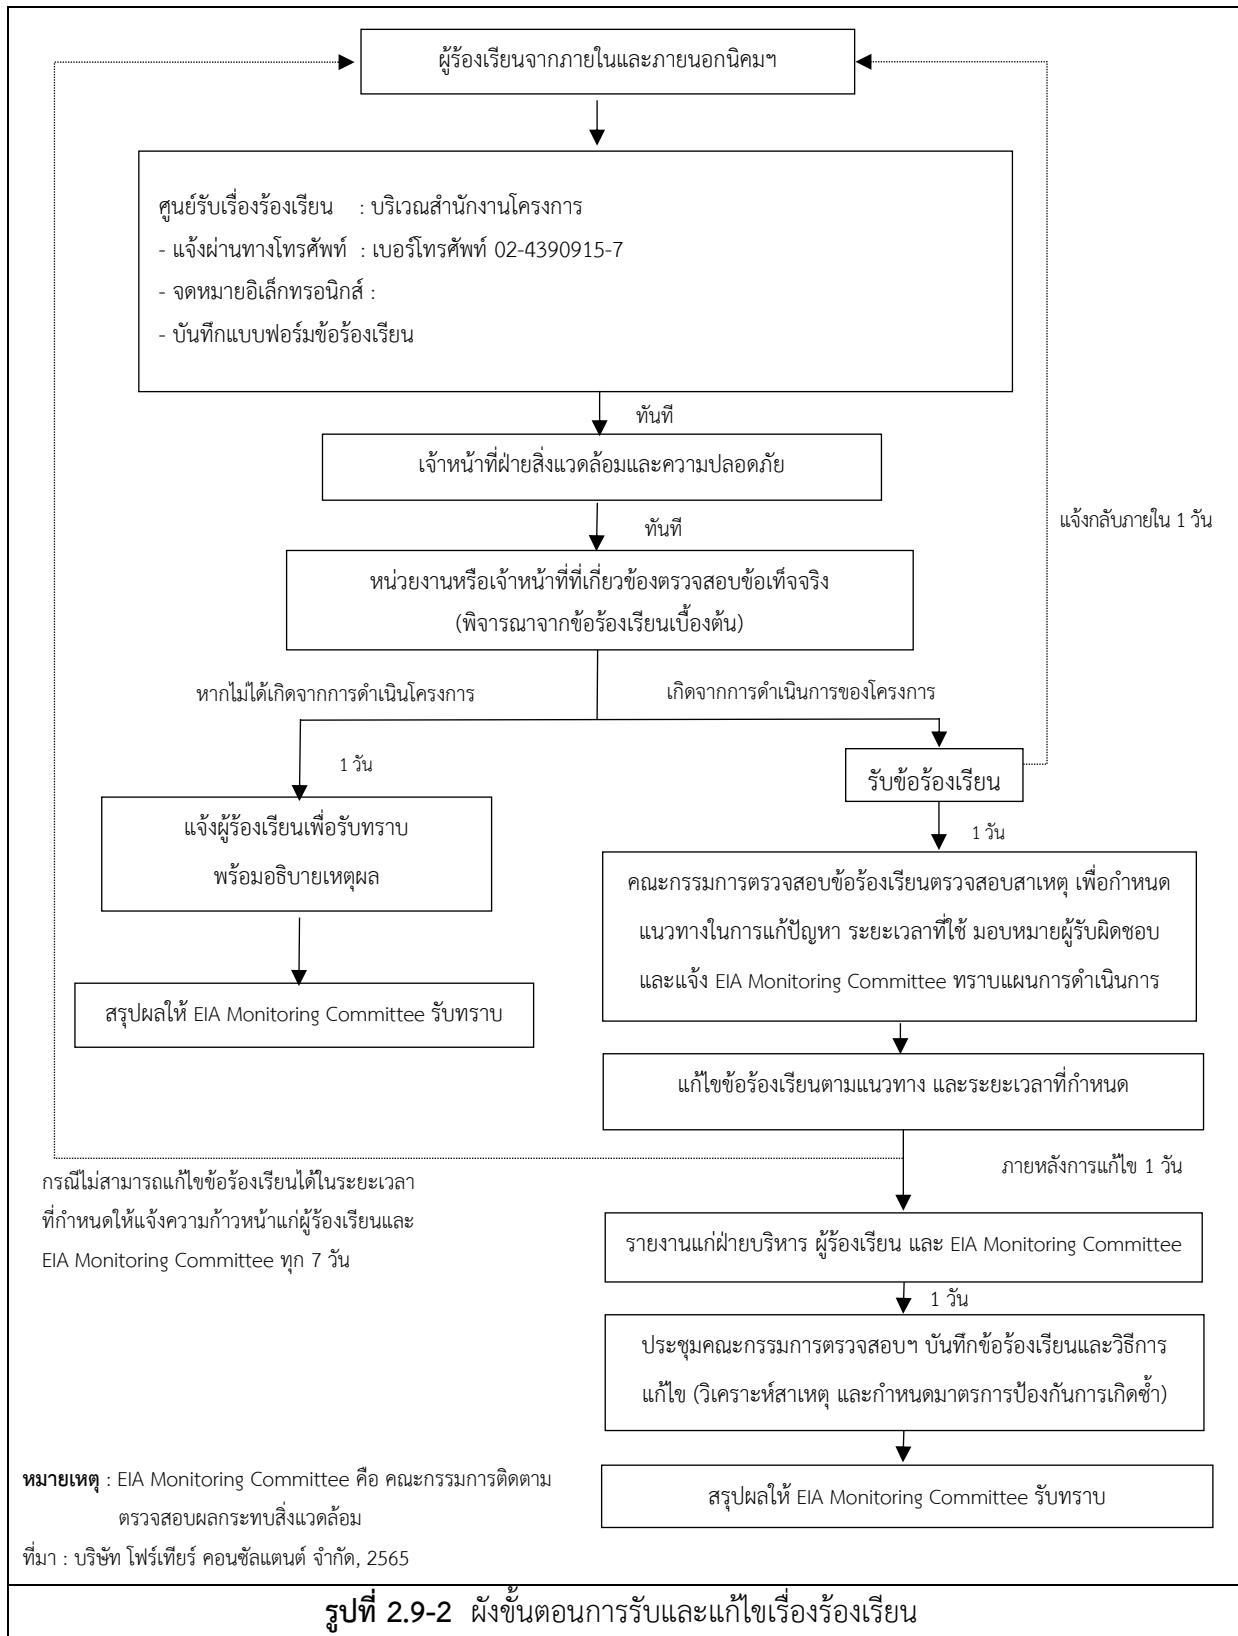 ผู้ร้องเรียนจากภายในและภายนอกนิคมฯ
ศูนย์รับเรื่องร้องเรียน : บริเวณสำนักงานโครงการ
- แจ้งผ่านทางโทรศัพท์ : เบอร์โทรศัพท์ 02-4390915-7
- จดหมายอิเล็กทรอนิกส์ :
- บันทึกแบบฟอร์มข้อร้องเรียน
ทันที
เจ้าหน้าที่ฝ่ายสิ่งแวดล้อมและความปลอดภัย
แจ้งกลับภายใน 1 วัน
ทันที
หน่วยงานหรือเจ้าหน้าที่ที่เกี่ยวข้องตรวจสอบข้อเท็จจริง
(พิจารณาจากข้อร้องเรียนเบื้องต้น)
หากไม่ได้เกิดจากการดำเนินโครงการ
เกิดจากการดำเนินการของโครงการ
1 วัน
รับข้อร้องเรียน
แจ้งผู้ร้องเรียนเพื่อรับทราบ
พร้อมอธิบายเหตุผล
1 วัน
คณะกรรมการตรวจสอบข้อร้องเรียนตรวจสอบสาเหตุ เพื่อกำหนด
แนวทางในการแก้ปัญหา ระยะเวลาที่ใช้ มอบหมายผู้รับผิดชอบ
และแจ้ง EIA Monitoring Committee ทราบแผนการดำเนินการ
สรุปผลให้ EIA Monitoring Committee รับทราบ
แก้ไขข้อร้องเรียนตามแนวทาง และระยะเวลาที่กำหนด
ภายหลังการแก้ไข 1 วัน
กรณีไม่สามารถแก้ไขข้อร้องเรียนได้ในระยะเวลา
ที่กำหนดให้แจ้งความก้าวหน้าแก่ผู้ร้องเรียนและ
EIA Monitoring Committee ทุก 7 วัน
รายงานแก่ฝ่ายบริหาร ผู้ร้องเรียน และ EIA Monitoring Committee
1 วัน
ประชุมคณะกรรมการตรวจสอบฯ บันทึกข้อร้องเรียนและวิธีการ
แก้ไข (วิเคราะห์สาเหตุ และกำหนดมาตรการป้องกันการเกิดซ้ำ)
สรุปผลให้ EIA Monitoring Committee รับทราบ
หมายเหตุ : EIA Monitoring Committee คือ คณะกรรมการติดตาม
ตรวจสอบผลกระทบสิ่งแวดล้อม
ที่มา : บริษัท โฟร์เทียร์ คอนซัลแตนต์ จำกัด, 2565
รูปที่ 2.9-2 ผังขั้นตอนการรับและแก้ไขเรื่องร้องเรียน